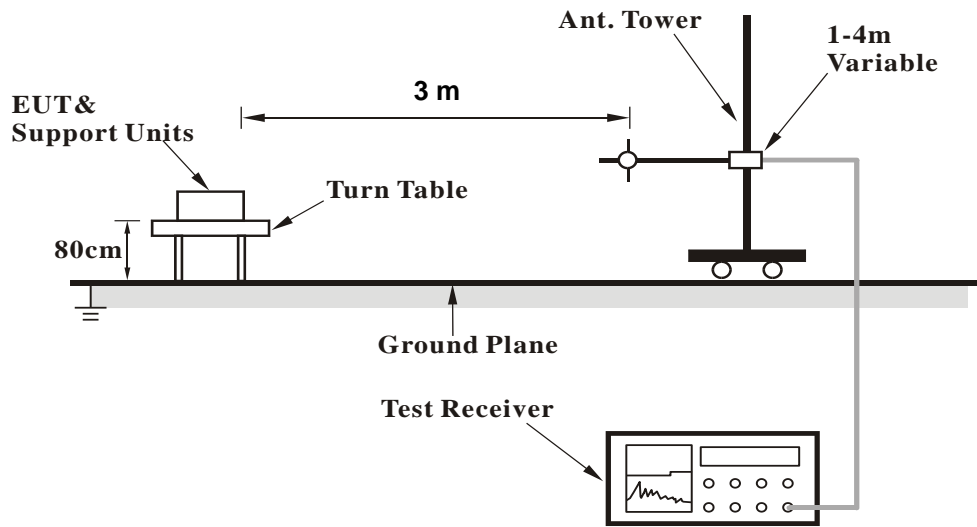 Ant. Tower
1-4m
Variable
3 m
EUT&
Support Units
Turn Table
80cm
Ground Plane
Test Receiver